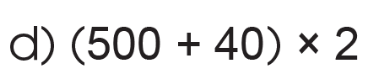 d) (500 + 40) × 2